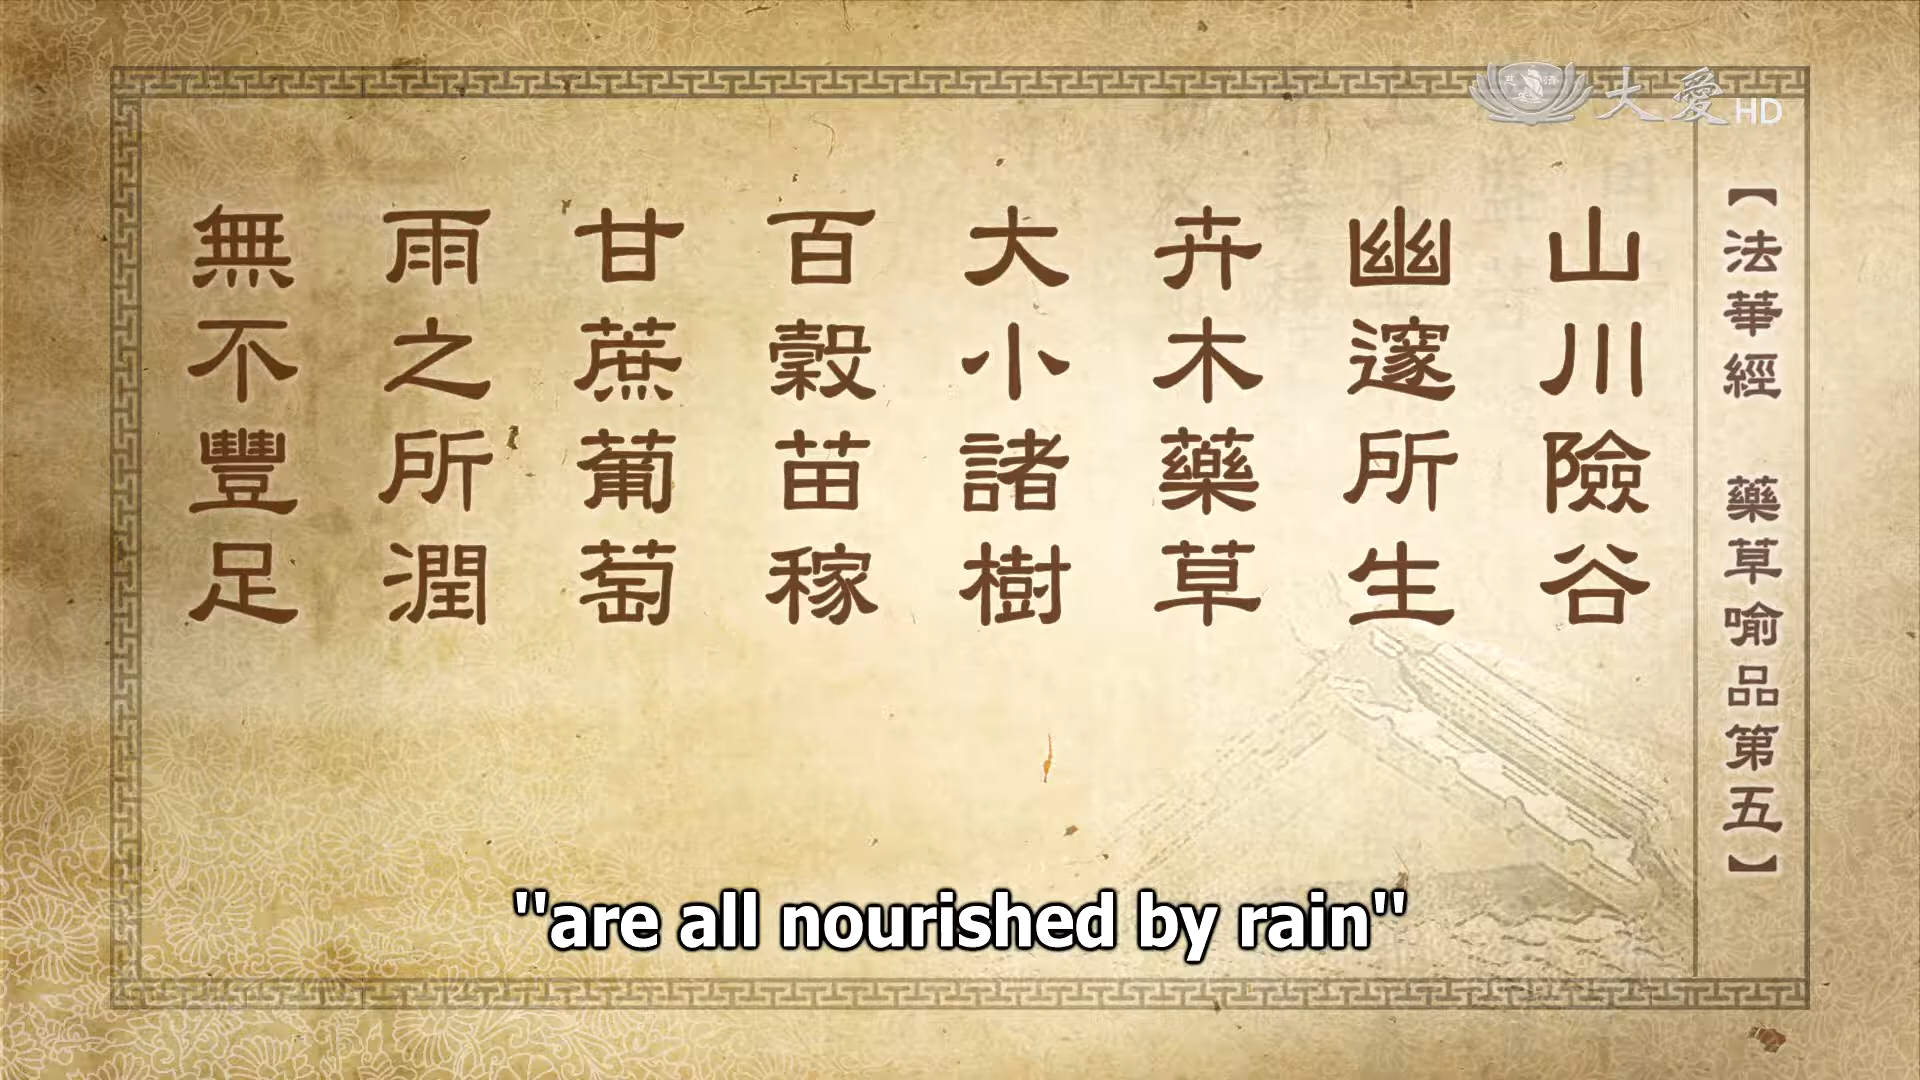 大愛HD
【法華經 藥草喻品第五】
山川險谷
幽邃所生
卉木藥草
大小諸樹
百穀苗稼
甘蔗葡萄
雨之所潤
無不豐足
"are all nourished by rain"